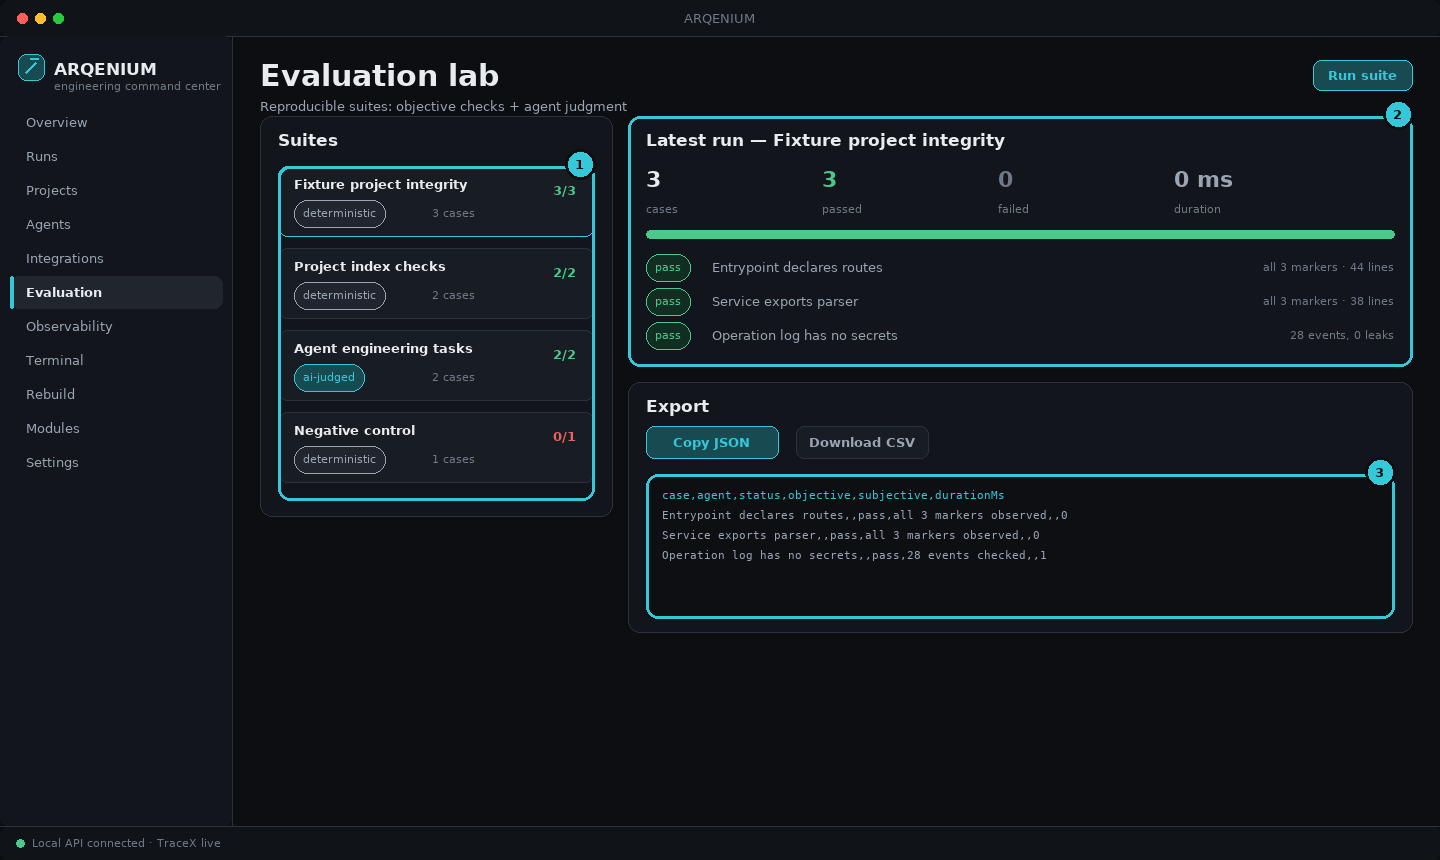 ARQENIUM
ARQENIUM
engineering command center
Overview
Runs
Projects
Agents
Integrations
Evaluation
Observability
Terminal
Rebuild
Modules
Settings
Evaluation lab
Reproducible suites: objective checks + agent judgment
Run suite
Suites
1
Fixture project integrity
3/3
deterministic 3 cases
Project index checks
2/2
deterministic 2 cases
Agent engineering tasks
2/2
ai-judged 2 cases
Negative control
0/1
deterministic 1 cases
2
Latest run — Fixture project integrity
3 3 0 0 ms
cases passed failed duration
pass Entrypoint declares routes all 3 markers · 44 lines
pass Service exports parser all 3 markers · 38 lines
pass Operation log has no secrets 28 events, 0 leaks
Export
Copy JSON Download CSV
3
case,agent,status,objective,subjective,durationMs
Entrypoint declares routes,,pass,all 3 markers observed,,0
Service exports parser,,pass,all 3 markers observed,,0
Operation log has no secrets,,pass,28 events checked,,1
Local API connected · TraceX live